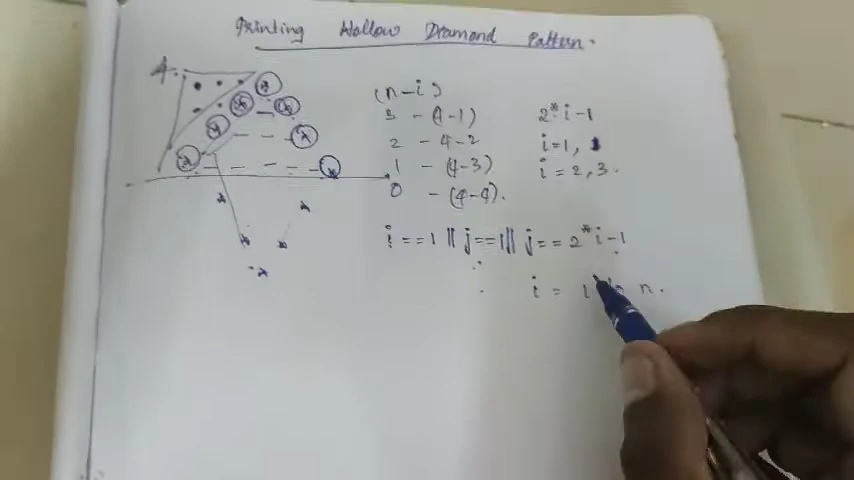 Printing Hollow Diamond Pattern.
4.
(n-i)
3 - (4-1)
2 - 4-2
1 - (4-3)
0 - (4-4).
2*i-1
i=1,
i=2,3.
i==1 || j==1 || j==2*i-1
i = 1 to n.